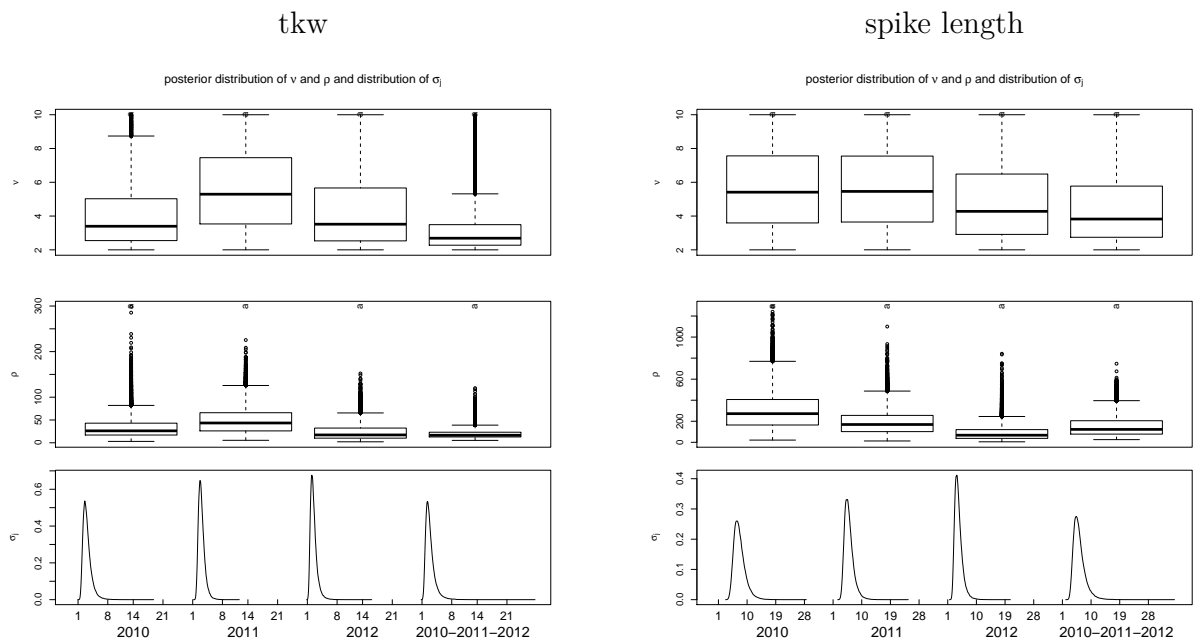 tkw
posterior distribution of ν and ρ and distribution of σj
ν
10
8
6
4
2
a a a a
ρ
300
200
100
50
0
a a a a
σj
0.6
0.4
0.2
0.0
1 8 14 21 1 8 14 21 1 8 14 21 1 8 14 21
2010 2011 2012 2010−2011−2012
spike length
posterior distribution of ν and ρ and distribution of σj
ν
10
8
6
4
2
a a a a
ρ
1000
600
200
0
a a a a
σj
0.4
0.3
0.2
0.1
0.0
1 10 19 28 1 10 19 28 1 10 19 28 1 10 19 28
2010 2011 2012 2010−2011−2012